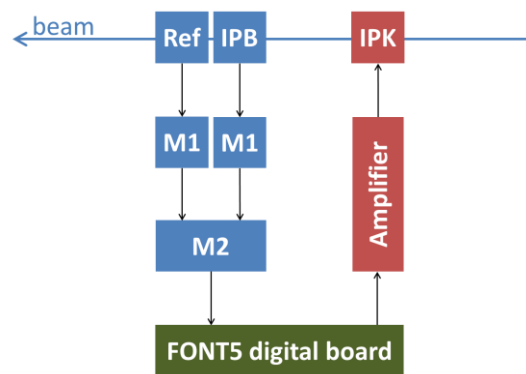 beam
Ref IPB IPK
M1 M1 Amplifier
M2
FONT5 digital board